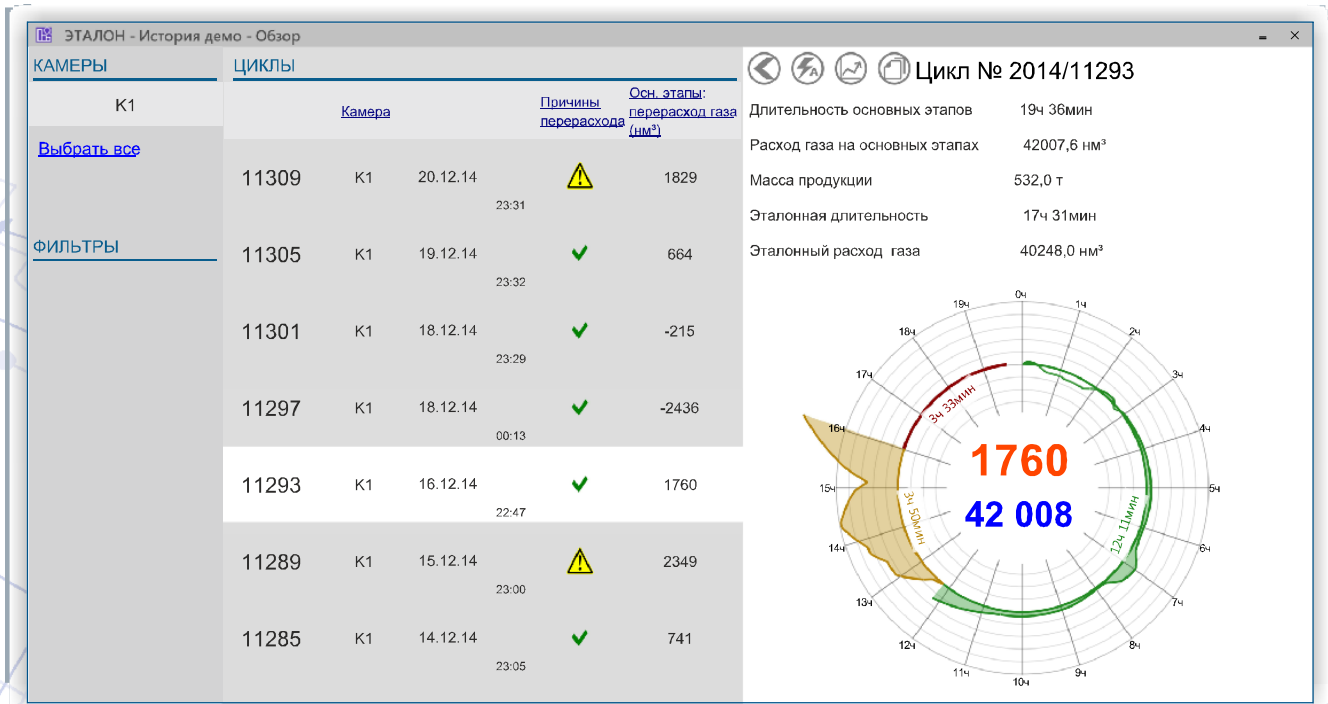 ЭТАЛОН - История демо - Обзор
КАМЕРЫ
К1
Выбрать все
ФИЛЬТРЫ
ЦИКЛЫ
Камера
Причины
перерасхода
Осн. этапы:
перерасход газа
(нм³)
11309 К1 20.12.14 1829
23:31
11305 К1 19.12.14 664
23:32
11301 К1 18.12.14 -215
23:29
11297 К1 18.12.14 -2436
00:13
11293 К1 16.12.14 1760
22:47
11289 К1 15.12.14 2349
23:00
11285 К1 14.12.14 741
23:05
Цикл № 2014/11293
Длительность основных этапов 19ч 36мин
Расход газа на основных этапах 42007,6 нм³
Масса продукции 532,0 т
Эталонная длительность 17ч 31мин
Эталонный расход газа 40248,0 нм³
0ч
1ч
2ч
3ч
4ч
5ч
6ч
7ч
8ч
9ч
10ч
11ч
12ч
13ч
14ч
15ч
16ч
17ч
18ч
19ч
3ч 33мин
3ч 50мин
12ч 11мин
1760
42 008